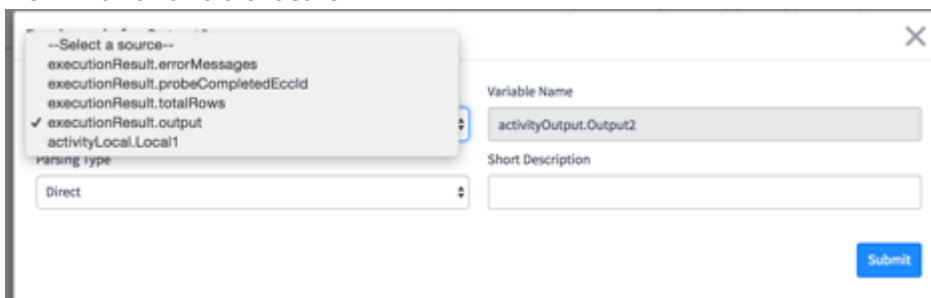 --Select a source--
executionResult.errorMessages
executionResult.probeCompletedEccId
executionResult.totalRows
✓ executionResult.output
activityLocal.Local1
Variable Name
activityOutput.Output2
Parsing Type
Short Description
Direct
Submit